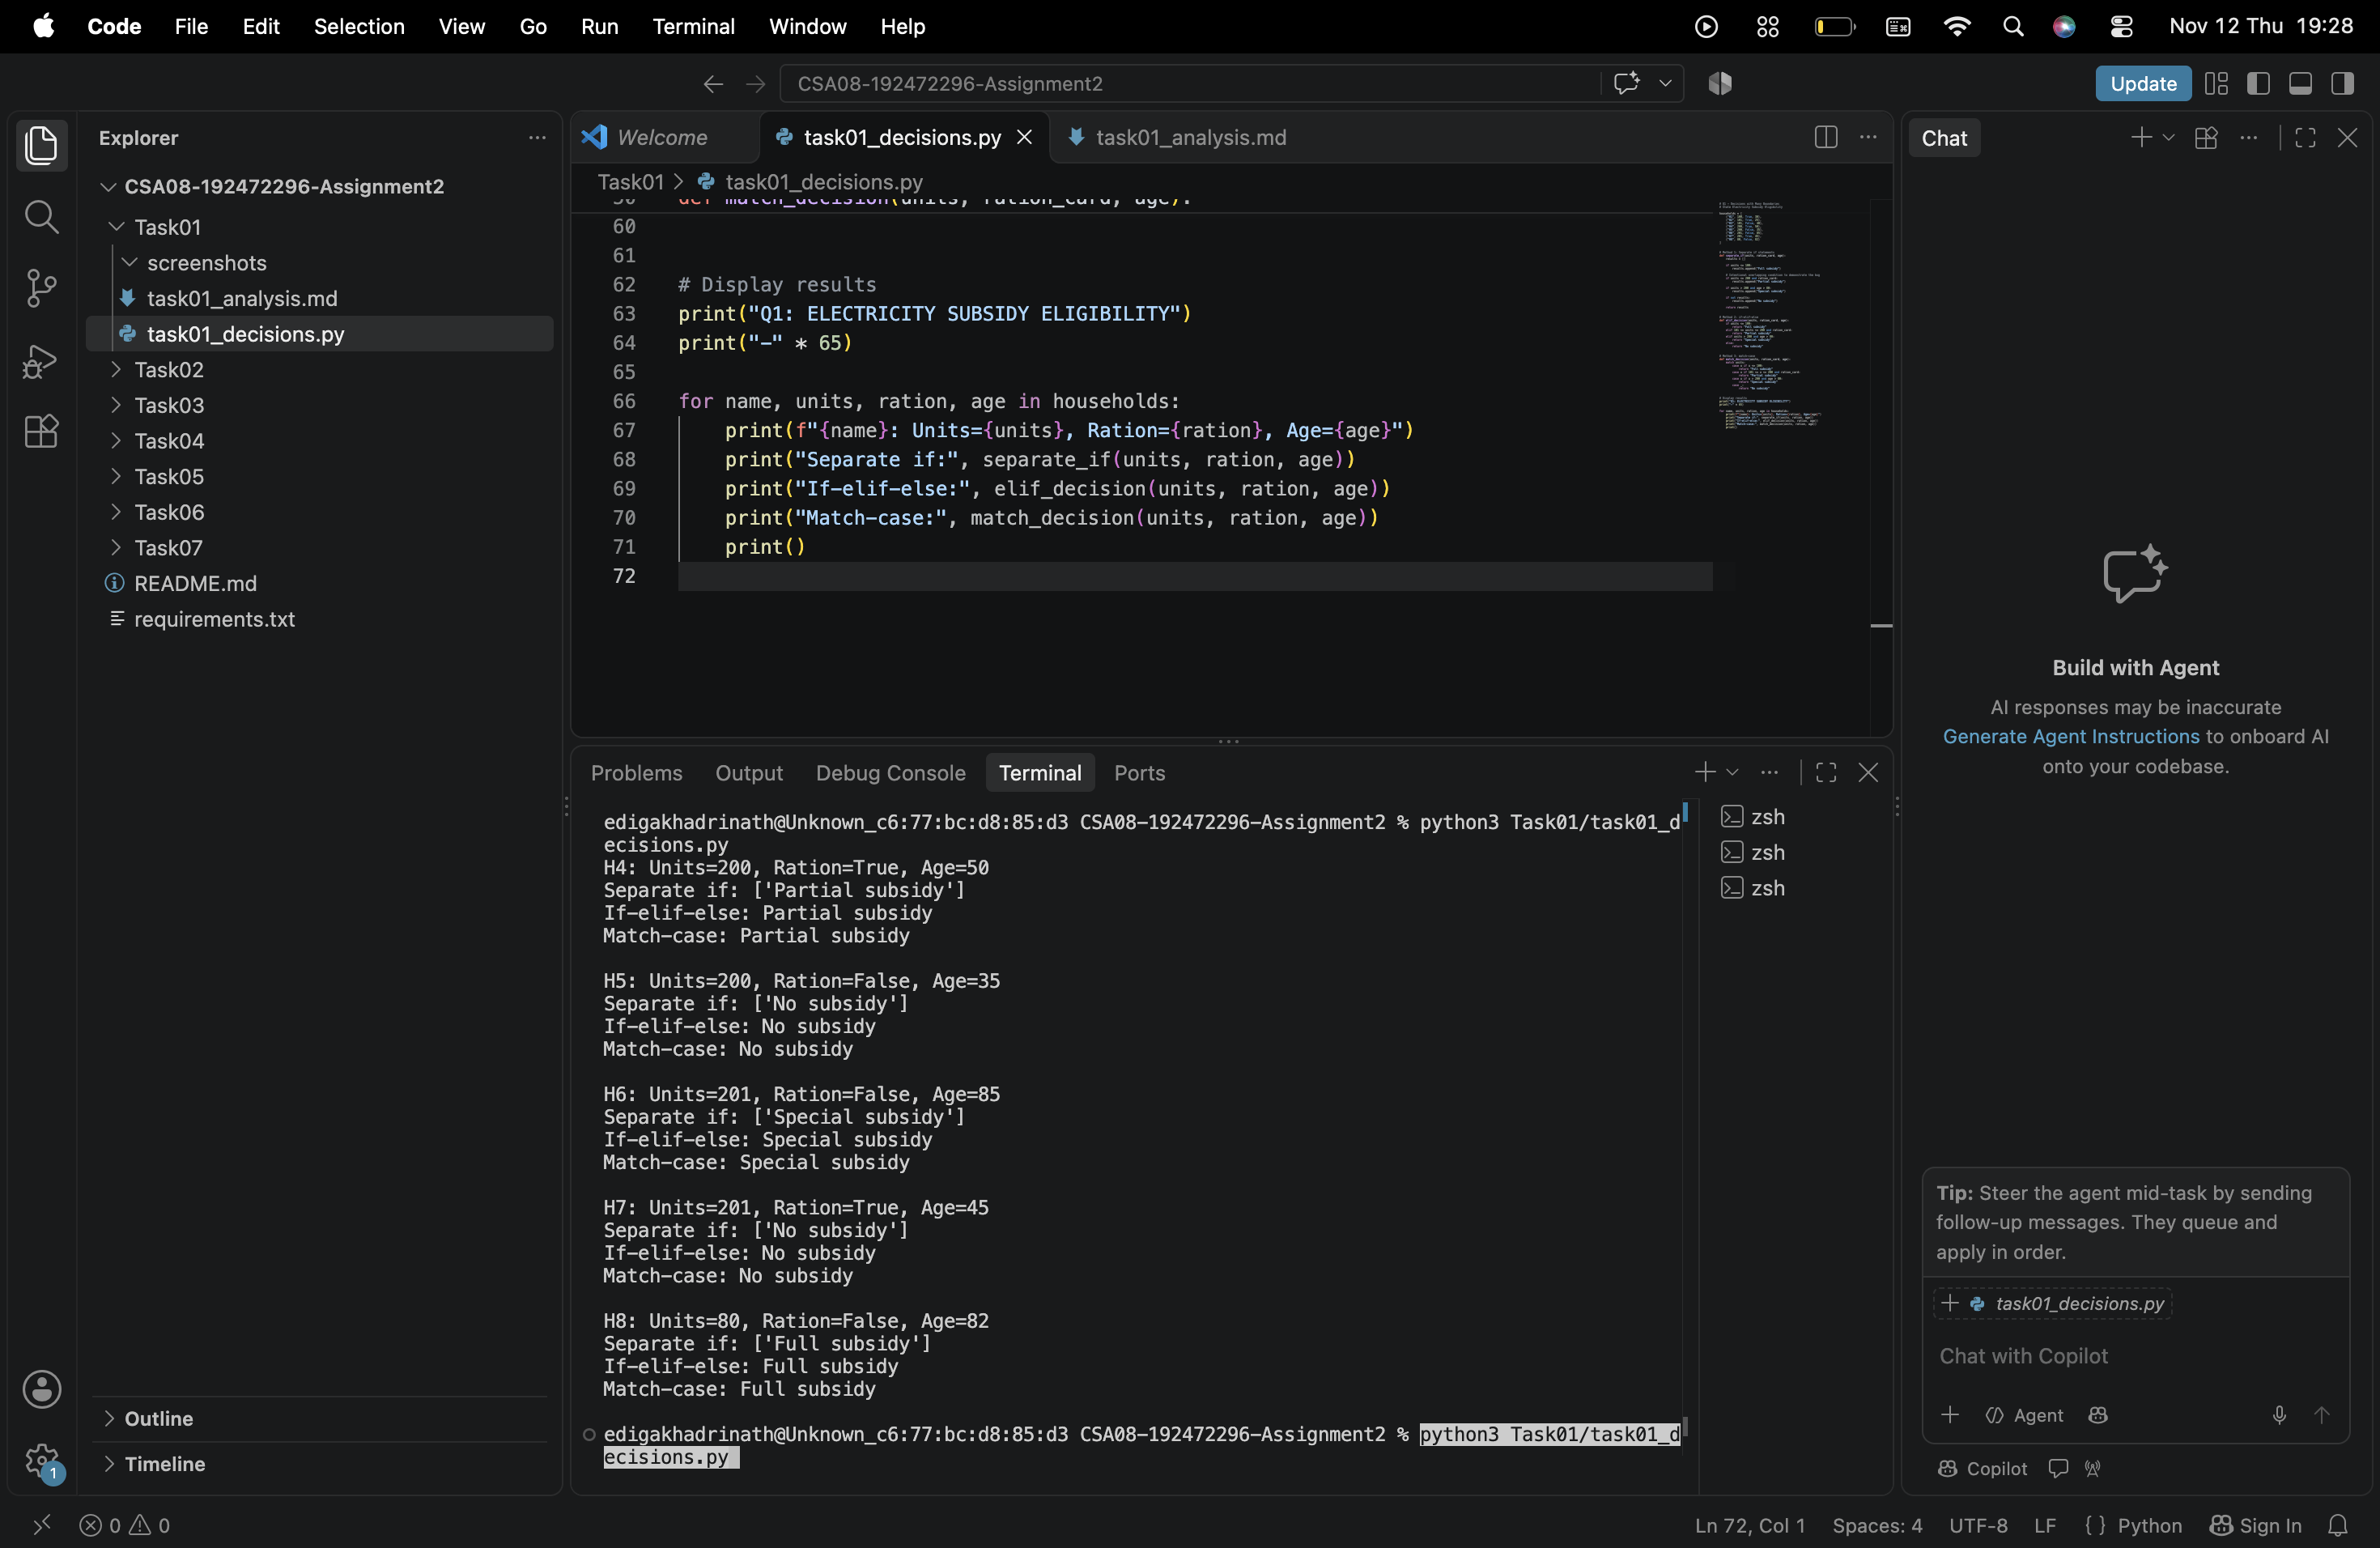 Code File Edit Selection View Go Run Terminal Window Help Nov 12 Thu 19:28
CSA08-192472296-Assignment2
Update
Explorer
CSA08-192472296-Assignment2
Task01
screenshots
task01_analysis.md
task01_decisions.py
Task02
Task03
Task04
Task05
Task06
Task07
README.md
requirements.txt
Outline
Timeline
Welcome task01_decisions.py task01_analysis.md
Task01 > task01_decisions.py
def match_decision(units, ration_card, age):
60
61
62 # Display results
63 print("Q1: ELECTRICITY SUBSIDY ELIGIBILITY")
64 print("-" * 65)
65
66 for name, units, ration, age in households:
67 print(f"{name}: Units={units}, Ration={ration}, Age={age}")
68 print("Separate if:", separate_if(units, ration, age))
69 print("If-elif-else:", elif_decision(units, ration, age))
70 print("Match-case:", match_decision(units, ration, age))
71 print()
72
Problems Output Debug Console Terminal Ports
edigakhadrinath@Unknown_c6:77:bc:d8:85:d3 CSA08-192472296-Assignment2 % python3 Task01/task01_d
ecisions.py
H4: Units=200, Ration=True, Age=50
Separate if: ['Partial subsidy']
If-elif-else: Partial subsidy
Match-case: Partial subsidy
H5: Units=200, Ration=False, Age=35
Separate if: ['No subsidy']
If-elif-else: No subsidy
Match-case: No subsidy
H6: Units=201, Ration=False, Age=85
Separate if: ['Special subsidy']
If-elif-else: Special subsidy
Match-case: Special subsidy
H7: Units=201, Ration=True, Age=45
Separate if: ['No subsidy']
If-elif-else: No subsidy
Match-case: No subsidy
H8: Units=80, Ration=False, Age=82
Separate if: ['Full subsidy']
If-elif-else: Full subsidy
Match-case: Full subsidy
edigakhadrinath@Unknown_c6:77:bc:d8:85:d3 CSA08-192472296-Assignment2 % python3 Task01/task01_d
ecisions.py
zsh
zsh
zsh
Chat
Build with Agent
AI responses may be inaccurate
Generate Agent Instructions to onboard AI
onto your codebase.
Tip: Steer the agent mid-task by sending
follow-up messages. They queue and
apply in order.
task01_decisions.py
Chat with Copilot
Agent
Copilot
1
0 0
Ln 72, Col 1 Spaces: 4 UTF-8 LF {} Python Sign In